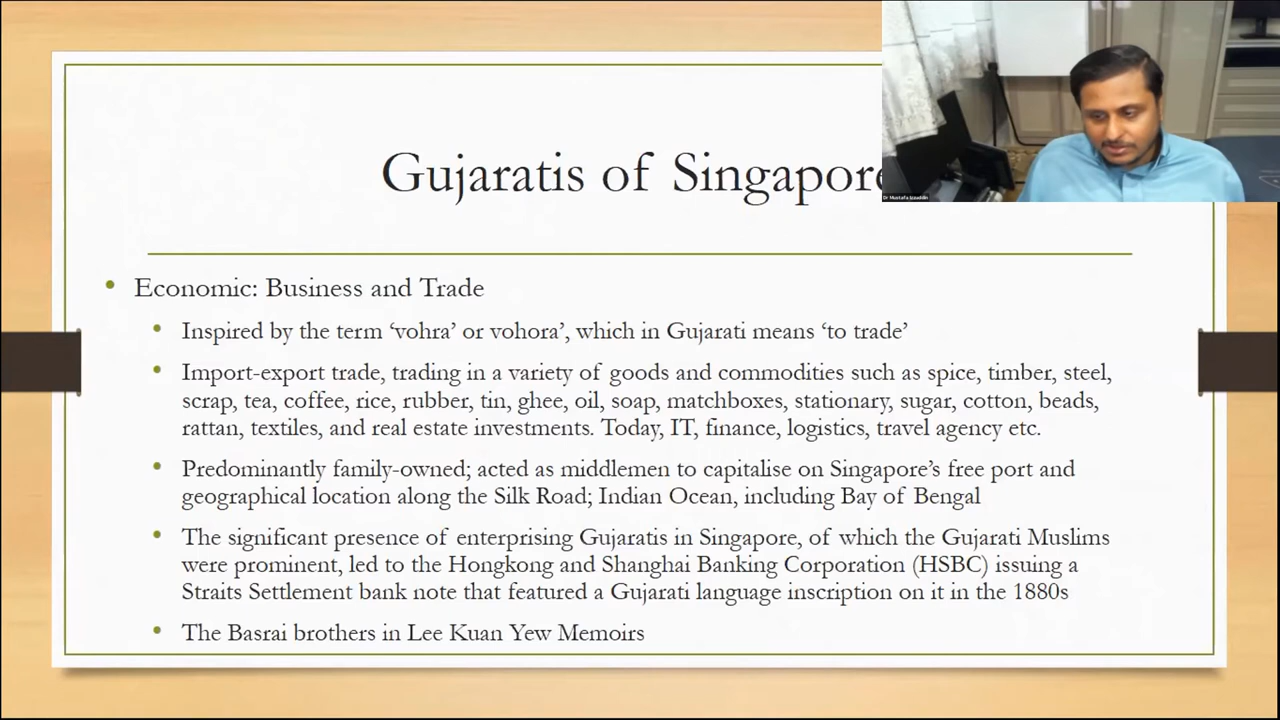 Gujaratis of Singapore
Dr Mustafa Izzuddin
Economic: Business and Trade
Inspired by the term ‘vohra’ or vohora’, which in Gujarati means ‘to trade’
Import-export trade, trading in a variety of goods and commodities such as spice, timber, steel,
scrap, tea, coffee, rice, rubber, tin, ghee, oil, soap, matchboxes, stationary, sugar, cotton, beads,
rattan, textiles, and real estate investments. Today, IT, finance, logistics, travel agency etc.
Predominantly family-owned; acted as middlemen to capitalise on Singapore’s free port and
geographical location along the Silk Road; Indian Ocean, including Bay of Bengal
The significant presence of enterprising Gujaratis in Singapore, of which the Gujarati Muslims
were prominent, led to the Hongkong and Shanghai Banking Corporation (HSBC) issuing a
Straits Settlement bank note that featured a Gujarati language inscription on it in the 1880s
The Basrai brothers in Lee Kuan Yew Memoirs